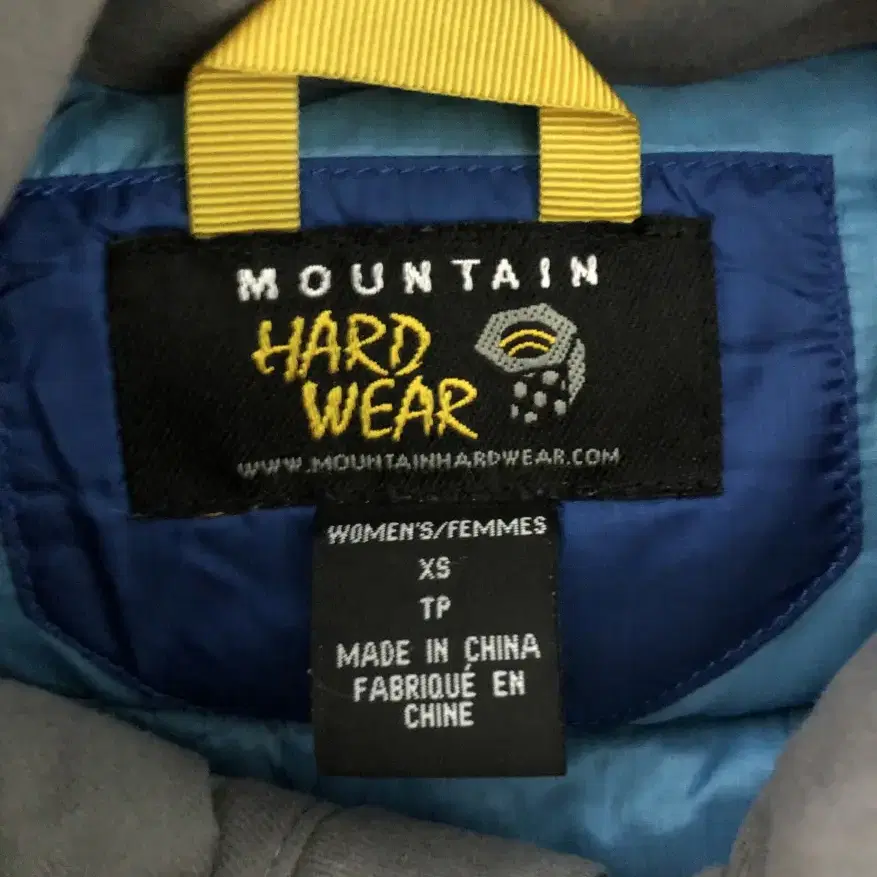 MOUNTAIN
HARD
WEAR
WWW.MOUNTAINHARDWEAR.COM
WOMEN'S/FEMMES
XS
TP
MADE IN CHINA
FABRIQUÉ EN
CHINE